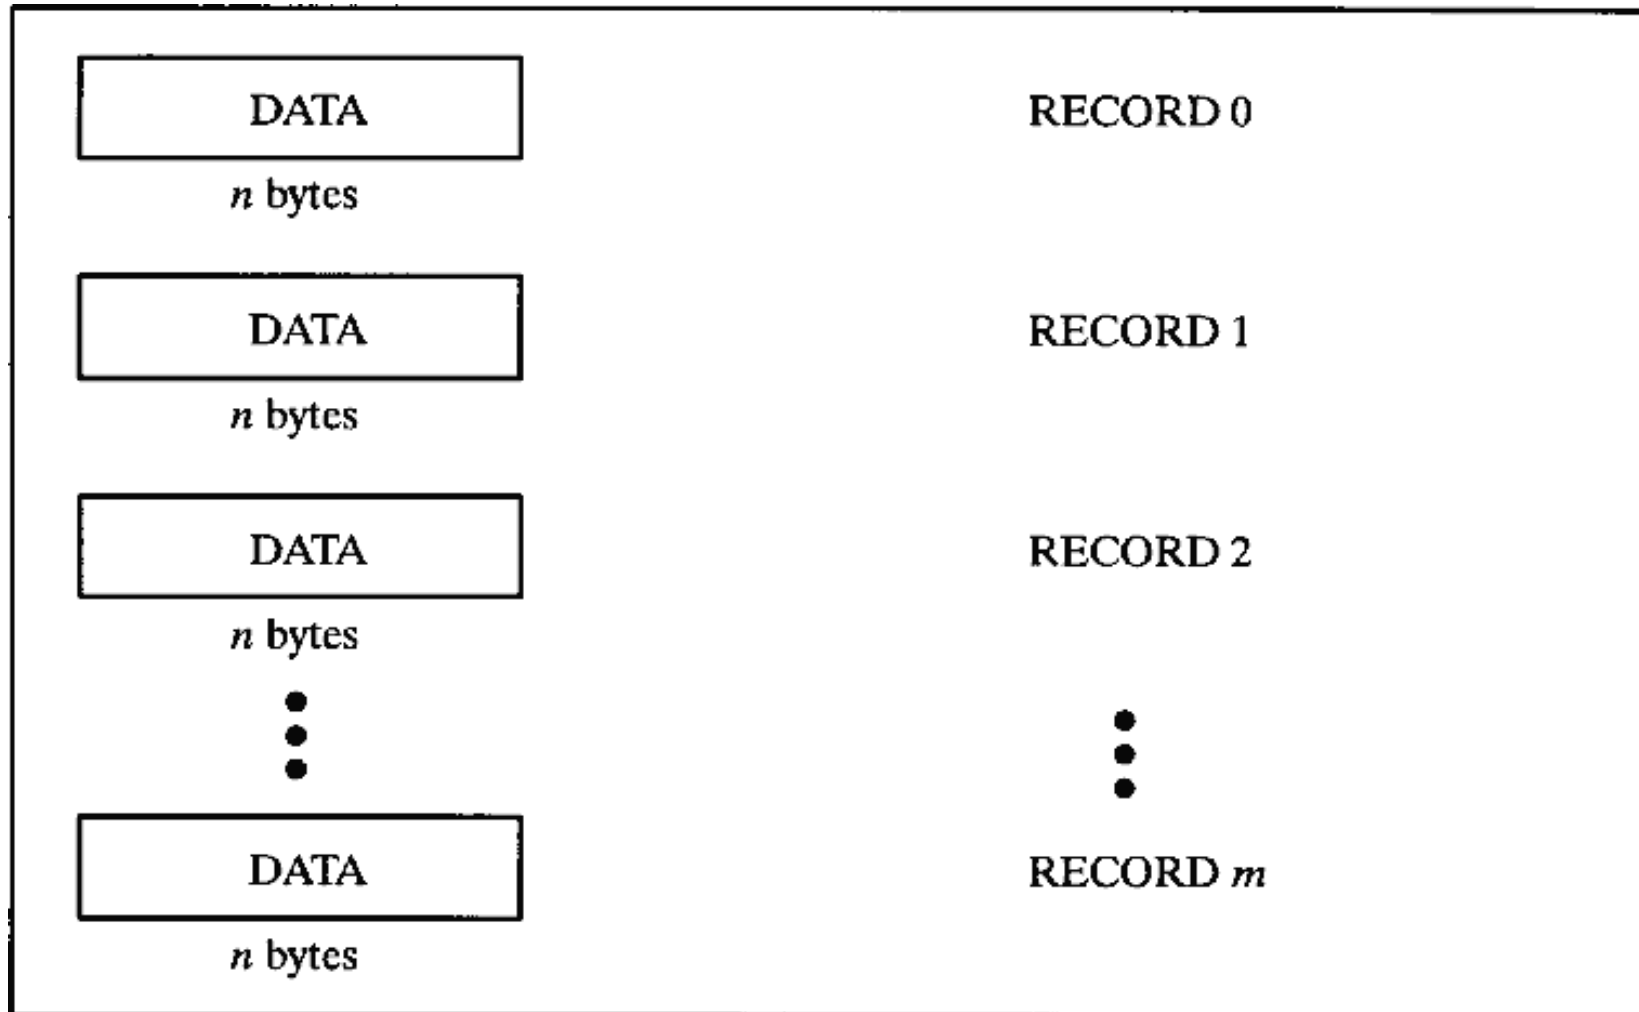 DATA RECORD 0
n bytes
DATA RECORD 1
n bytes
DATA RECORD 2
n bytes
DATA RECORD m
n bytes